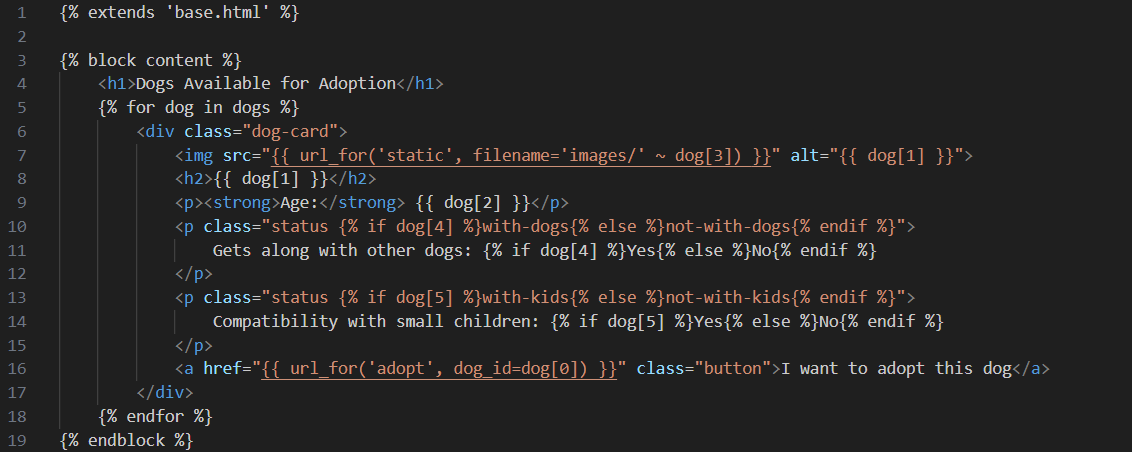 1 {% extends 'base.html' %}
2
3 {% block content %}
4     <h1>Dogs Available for Adoption</h1>
5     {% for dog in dogs %}
6         <div class="dog-card">
7             <img src="{{ url_for('static', filename='images/' ~ dog[3]) }}" alt="{{ dog[1] }}">
8             <h2>{{ dog[1] }}</h2>
9             <p><strong>Age:</strong> {{ dog[2] }}</p>
10             <p class="status {% if dog[4] %}with-dogs{% else %}not-with-dogs{% endif %}">
11                 Gets along with other dogs: {% if dog[4] %}Yes{% else %}No{% endif %}
12             </p>
13             <p class="status {% if dog[5] %}with-kids{% else %}not-with-kids{% endif %}">
14                 Compatibility with small children: {% if dog[5] %}Yes{% else %}No{% endif %}
15             </p>
16             <a href="{{ url_for('adopt', dog_id=dog[0]) }}" class="button">I want to adopt this dog</a>
17         </div>
18     {% endfor %}
19 {% endblock %}